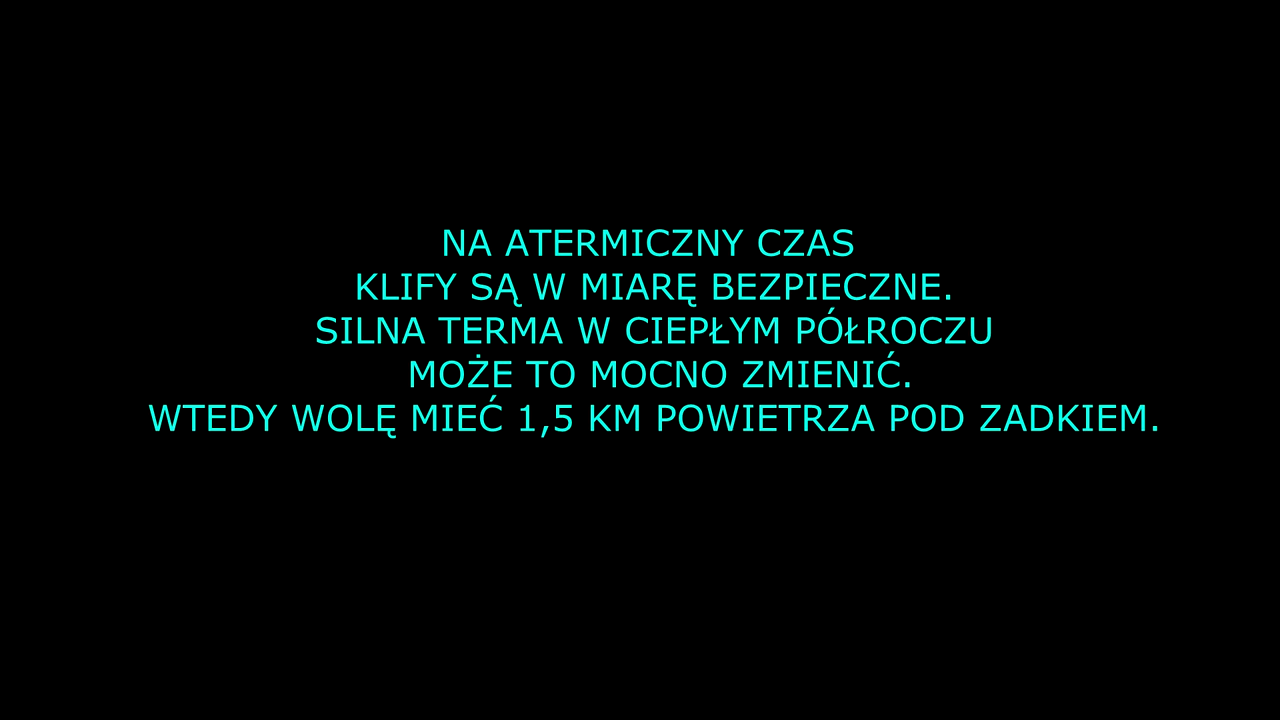 NA ATERMICZNY CZAS
KLIFY SĄ W MIARĘ BEZPIECZNE.
SILNA TERMA W CIEPŁYM PÓŁROCZU
MOŻE TO MOCNO ZMIENIĆ.
WTEDY WOLĘ MIEĆ 1,5 KM POWIETRZA POD ZADKIEM.